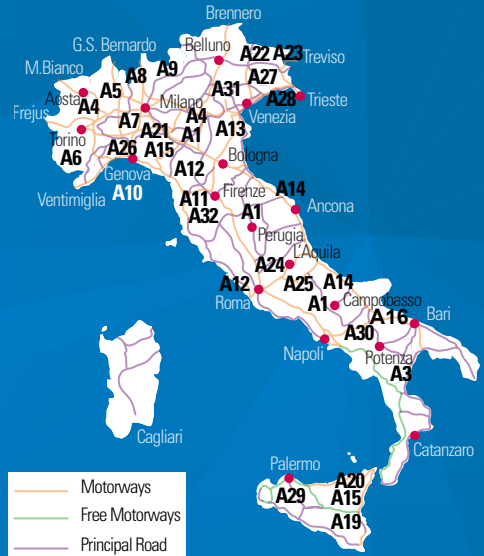 Brennero
G.S. Bernardo
Belluno
A22
A23
Treviso
M.Bianco
A8
A9
A27
Aosta
A5
A31
A28
Trieste
Frejus
A4
Milano
A4
Venezia
Torino
A7
A21
A1
A13
A6
A26
A15
Bologna
Genova
A12
A10
Ventimiglia
A11
Firenze
A14
A32
A1
Ancona
Perugia
L'Aquila
A24
A12
A25
A14
Roma
A1
Campobasso
A16
Bari
A30
Napoli
Potenza
A3
Cagliari
Catanzaro
Palermo
A20
A29
A15
A19
Motorways
Free Motorways
Principal Road